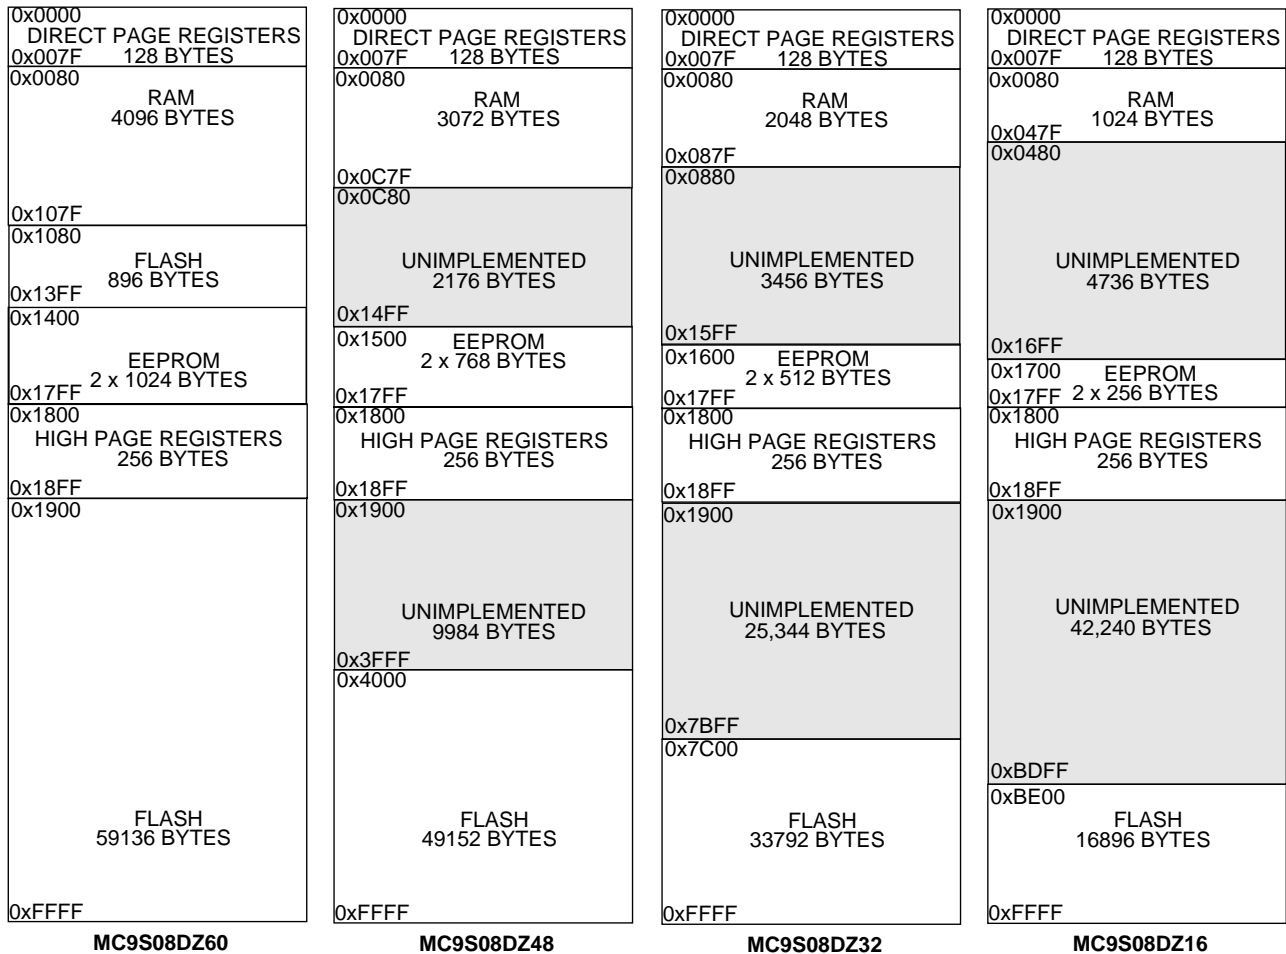 0x0000
DIRECT PAGE REGISTERS
0x007F 128 BYTES
0x0080
RAM
4096 BYTES
0x107F
0x1080
FLASH
896 BYTES
0x13FF
0x1400
EEPROM
2 x 1024 BYTES
0x17FF
0x1800
HIGH PAGE REGISTERS
256 BYTES
0x18FF
0x1900
FLASH
59136 BYTES
0xFFFF
MC9S08DZ60
0x0000
DIRECT PAGE REGISTERS
0x007F 128 BYTES
0x0080
RAM
3072 BYTES
0x0C7F
0x0C80
UNIMPLEMENTED
2176 BYTES
0x14FF
0x1500 EEPROM
2 x 768 BYTES
0x17FF
0x1800
HIGH PAGE REGISTERS
256 BYTES
0x18FF
0x1900
UNIMPLEMENTED
9984 BYTES
0x3FFF
0x4000
FLASH
49152 BYTES
0xFFFF
MC9S08DZ48
0x0000
DIRECT PAGE REGISTERS
0x007F 128 BYTES
0x0080
RAM
2048 BYTES
0x087F
0x0880
UNIMPLEMENTED
3456 BYTES
0x15FF
0x1600 EEPROM
2 x 512 BYTES
0x17FF
0x1800
HIGH PAGE REGISTERS
256 BYTES
0x18FF
0x1900
UNIMPLEMENTED
25,344 BYTES
0x7BFF
0x7C00
FLASH
33792 BYTES
0xFFFF
MC9S08DZ32
0x0000
DIRECT PAGE REGISTERS
0x007F 128 BYTES
0x0080
RAM
1024 BYTES
0x047F
0x0480
UNIMPLEMENTED
4736 BYTES
0x16FF
0x1700 EEPROM
0x17FF 2 x 256 BYTES
0x1800
HIGH PAGE REGISTERS
256 BYTES
0x18FF
0x1900
UNIMPLEMENTED
42,240 BYTES
0xBDFF
0xBE00
FLASH
16896 BYTES
0xFFFF
MC9S08DZ16